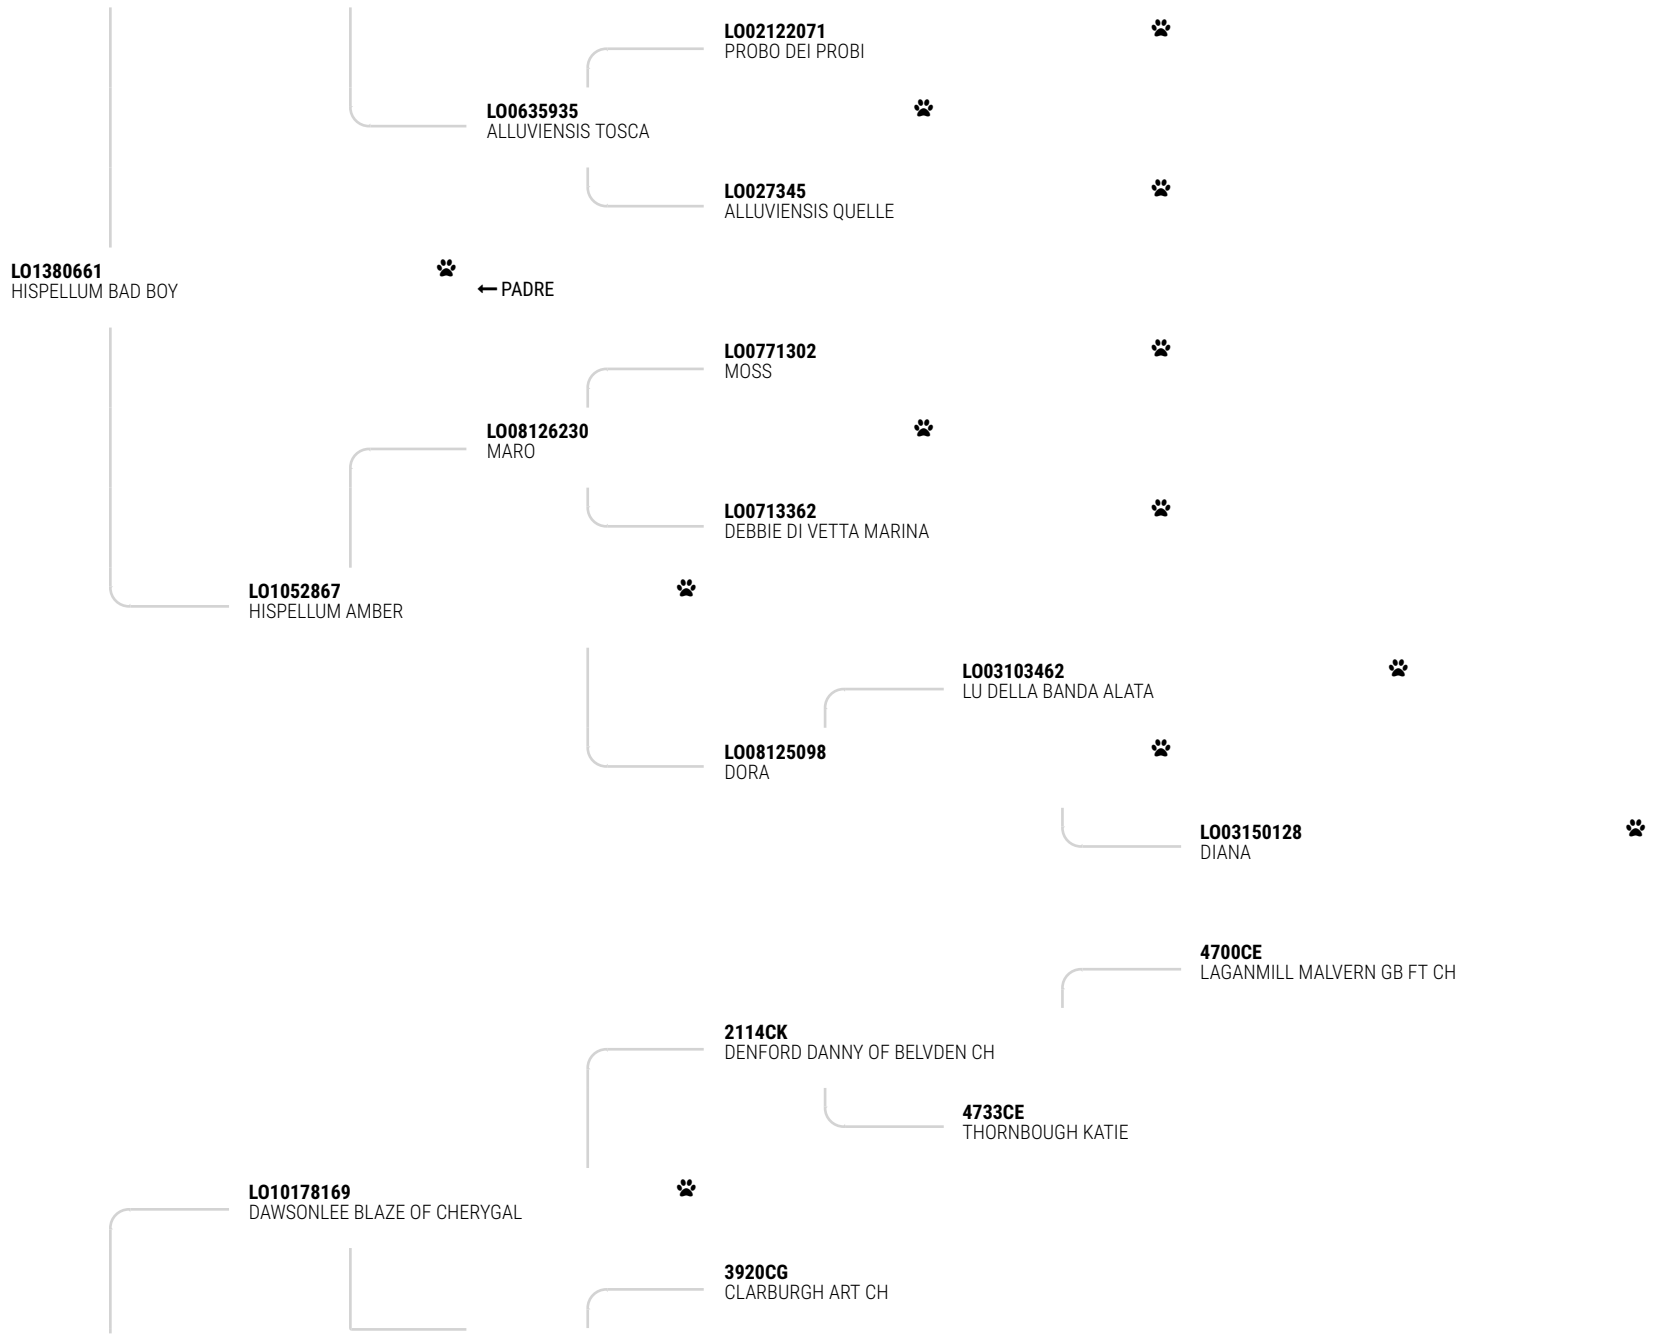 LO02122071
PROBO DEI PROBI
LO0635935
ALLUVIENSIS TOSCA
LO027345
ALLUVIENSIS QUELLE
LO1380661
HISPELLUM BAD BOY
PADRE
LO0771302
MOSS
LO08126230
MARO
LO0713362
DEBBIE DI VETTA MARINA
LO1052867
HISPELLUM AMBER
LO03103462
LU DELLA BANDA ALATA
LO08125098
DORA
LO03150128
DIANA
4700CE
LAGANMILL MALVERN GB FT CH
2114CK
DENFORD DANNY OF BELVDEN CH
4733CE
THORNBOUGH KATIE
LO10178169
DAWSONLEE BLAZE OF CHERYGAL
3920CG
CLARBURGH ART CH